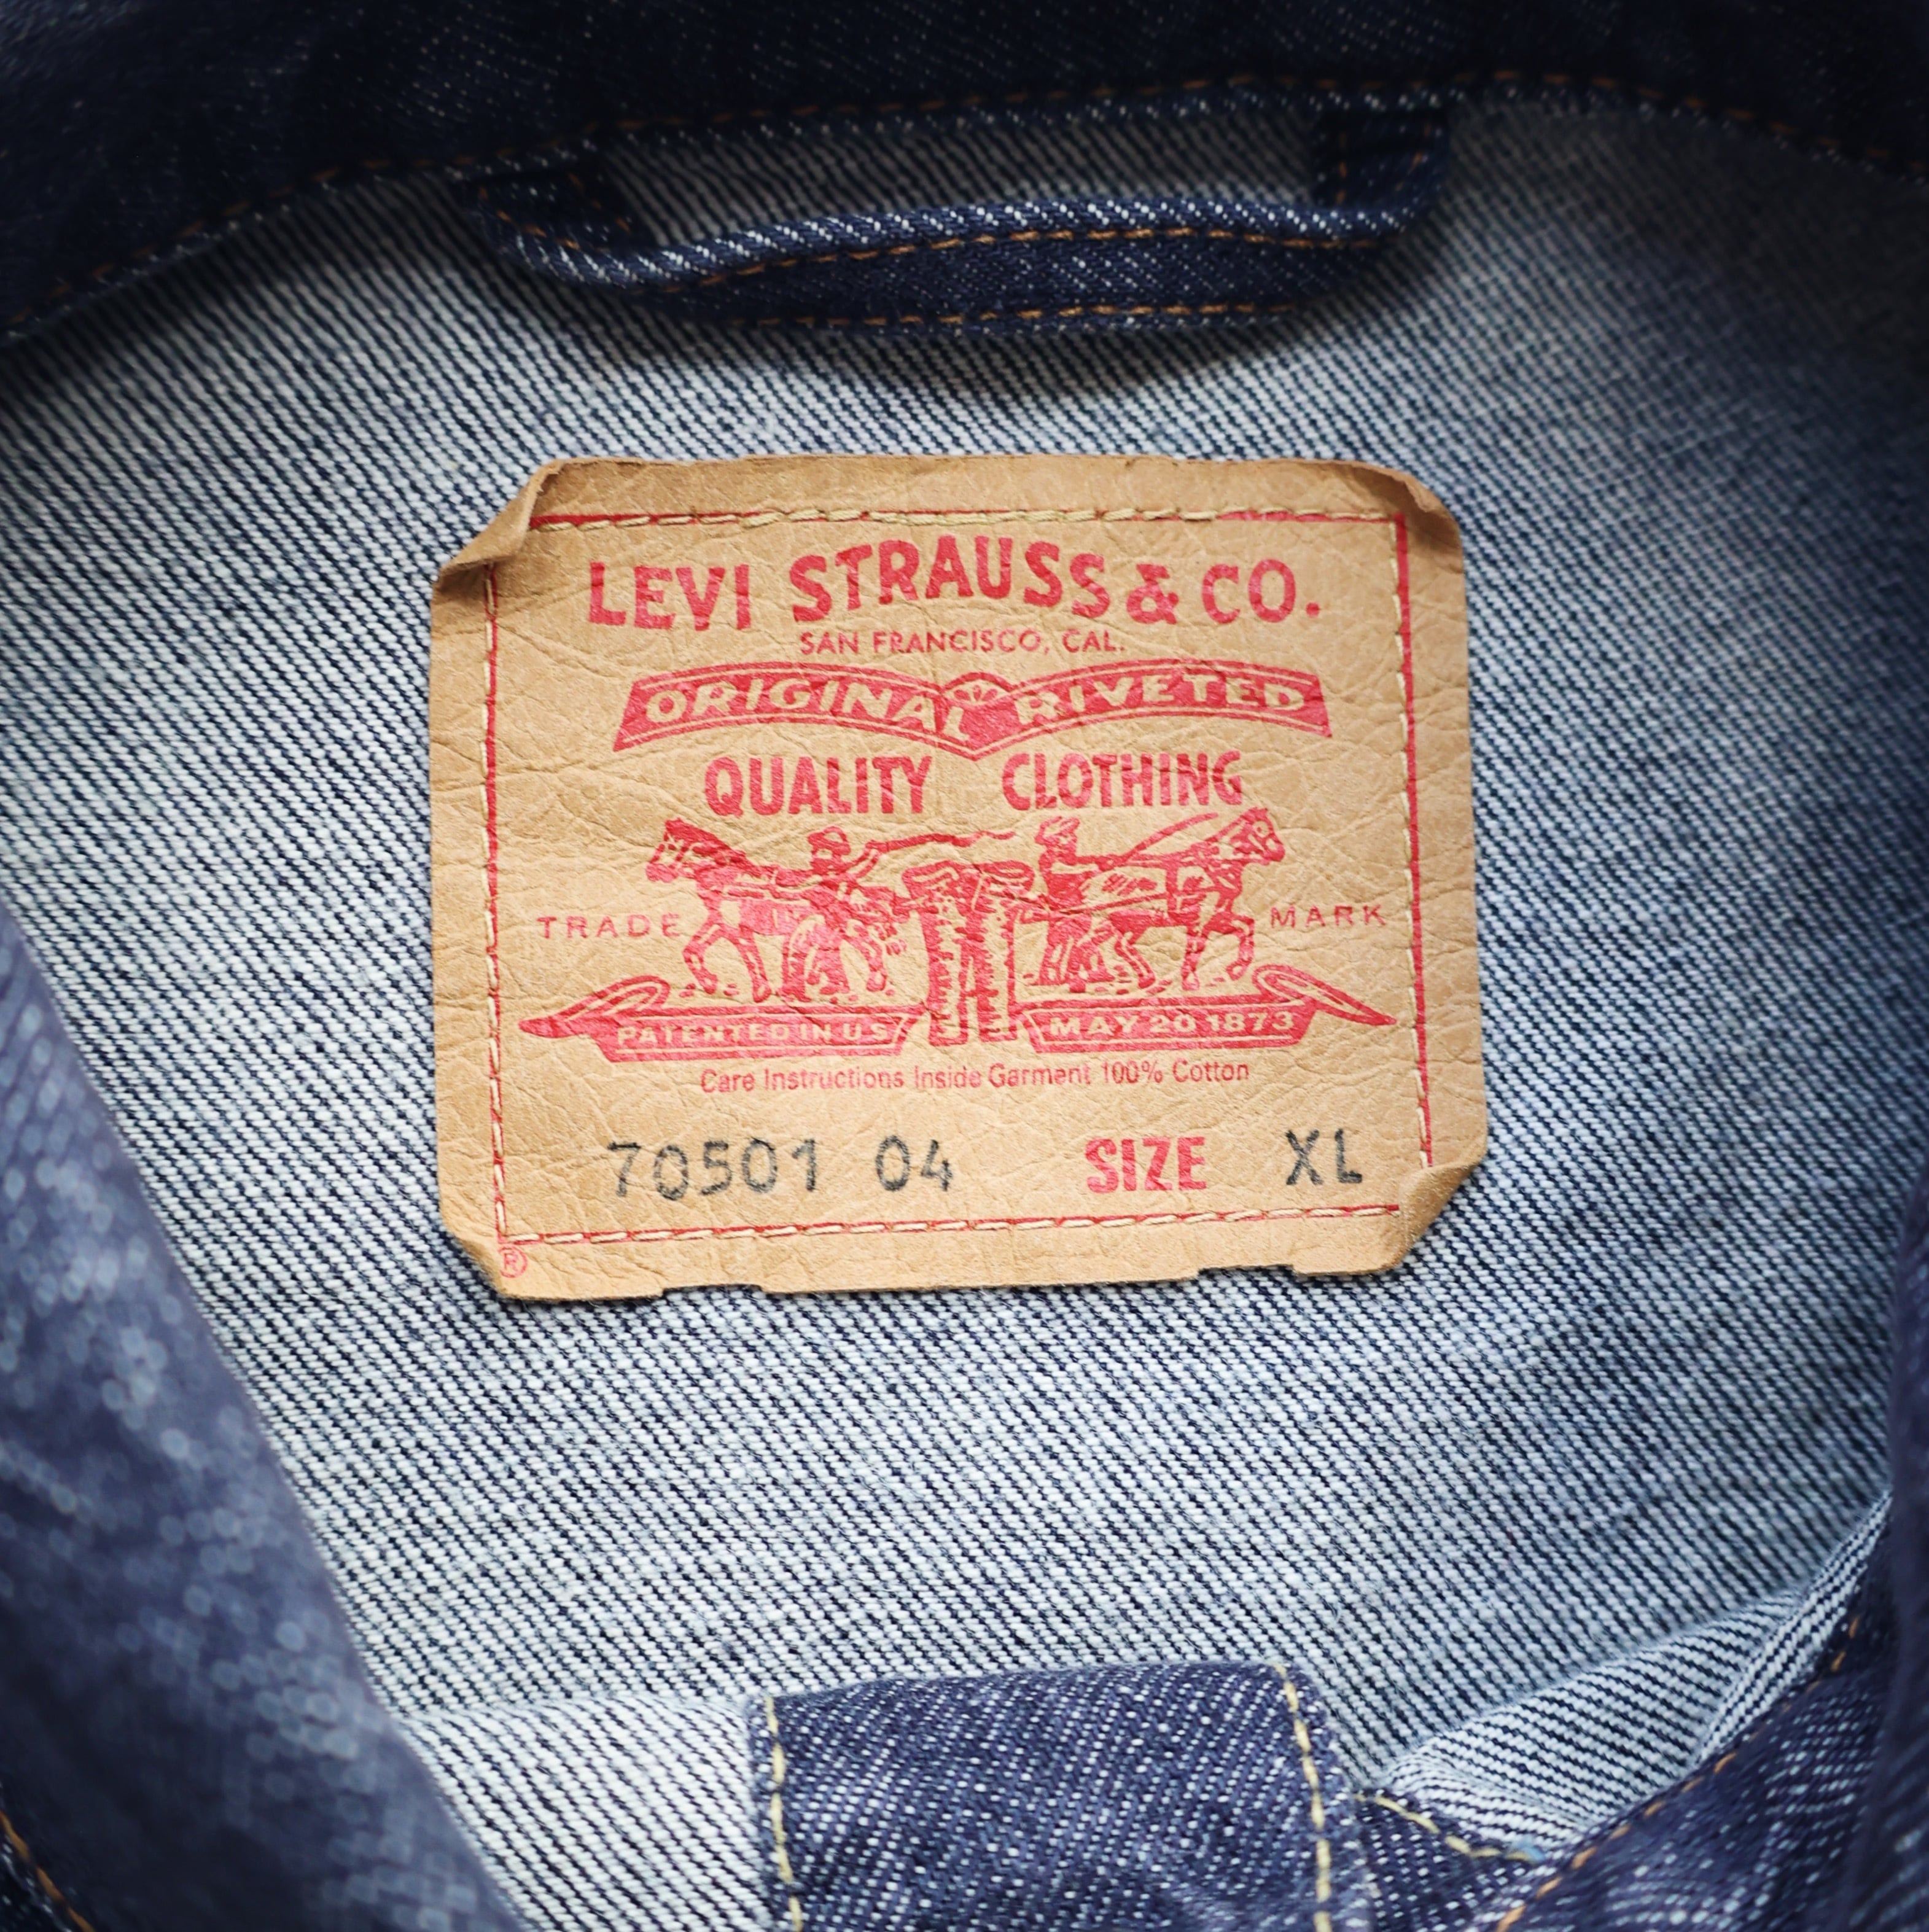 LEVI STRAUSS & CO.
SAN FRANCISCO, CAL.
ORIGINAL RIVETED
QUALITY CLOTHING
TRADE MARK
PATENTED IN U S MAY 20 1873
Care Instructions Inside Garment 100% Cotton
70501 04 SIZE XL
®